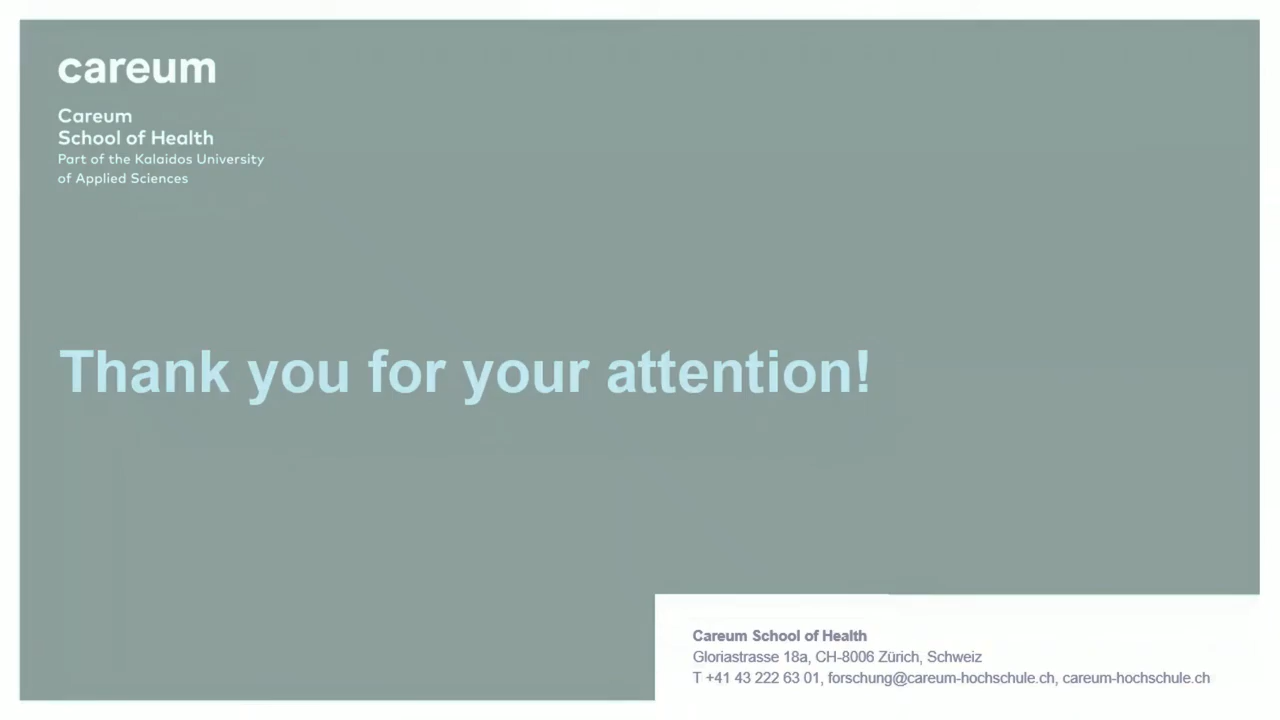 careum
Careum
School of Health
Part of the Kalaidos University
of Applied Sciences
Thank you for your attention!
Careum School of Health
Gloriastrasse 18a, CH-8006 Zürich, Schweiz
T +41 43 222 63 01, forschung@careum-hochschule.ch, careum-hochschule.ch